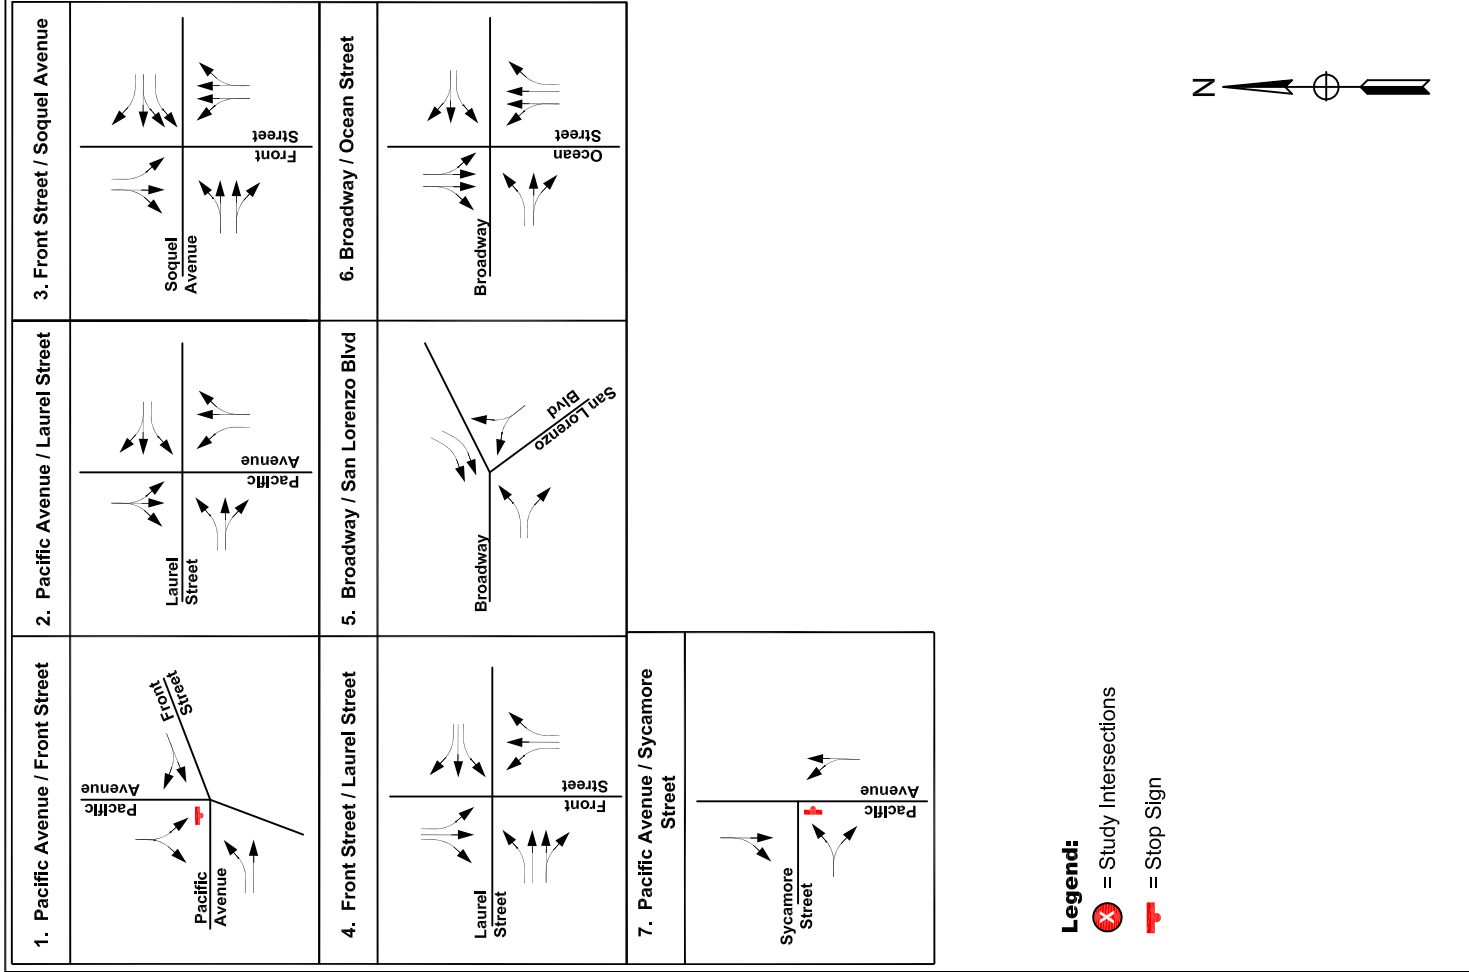 1. Pacific Avenue / Front Street
Pacific
Avenue
Pacific
Avenue
Front
Street
2. Pacific Avenue / Laurel Street
Laurel
Street
Pacific
Avenue
3. Front Street / Soquel Avenue
Soquel
Avenue
Front
Street
4. Front Street / Laurel Street
Laurel
Street
Front
Street
5. Broadway / San Lorenzo Blvd
Broadway
San Lorenzo
Blvd
6. Broadway / Ocean Street
Broadway
Ocean
Street
7. Pacific Avenue / Sycamore
Street
Sycamore
Street
Pacific
Avenue
Legend:
X = Study Intersections
= Stop Sign
N